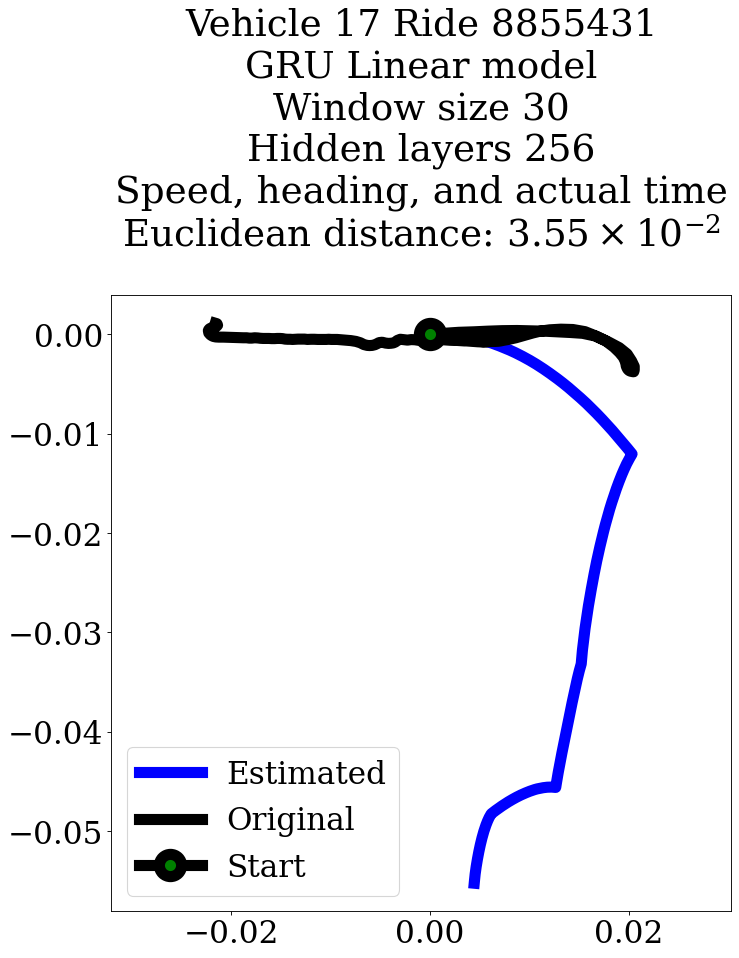 Vehicle 17 Ride 8855431
GRU Linear model
Window size 30
Hidden layers 256
Speed, heading, and actual time
Euclidean distance: 3.55 × 10⁻²
0.00
−0.01
−0.02
−0.03
−0.04
−0.05
Estimated
Original
Start
−0.02 0.00 0.02